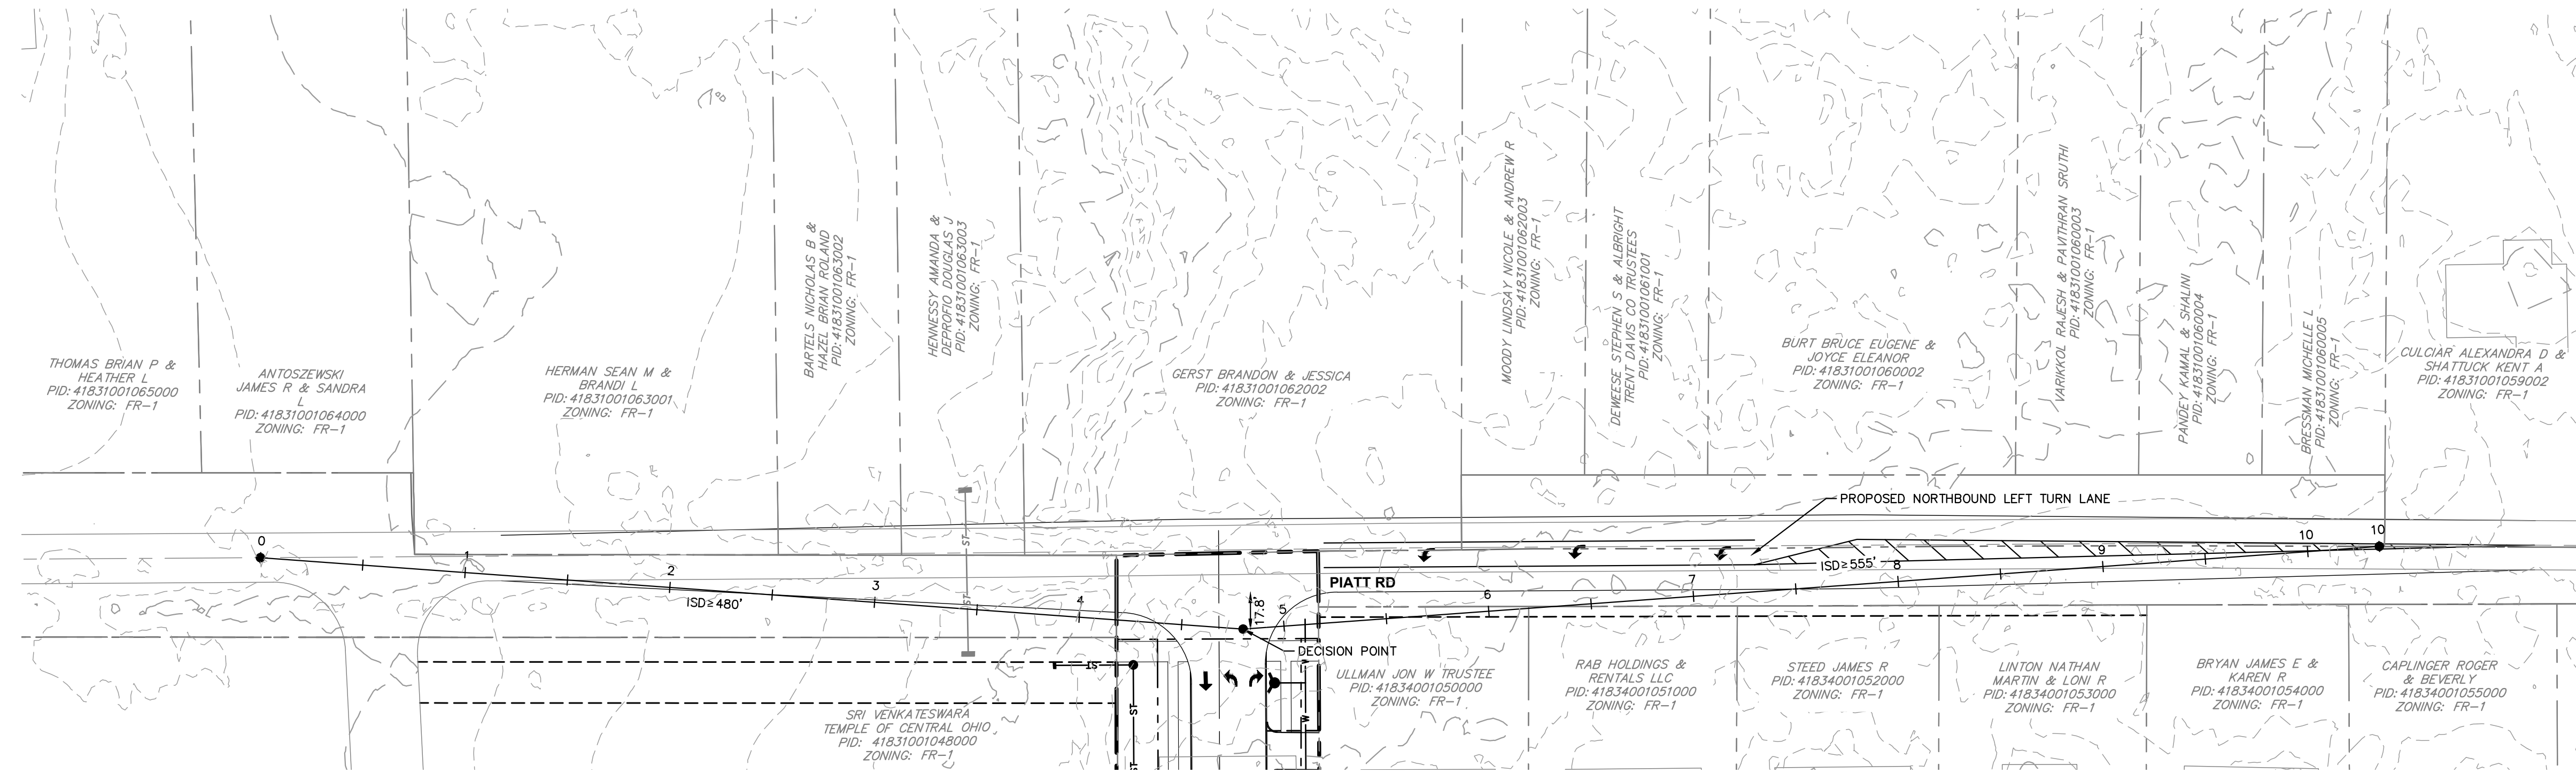 THOMAS BRIAN P &
HEATHER L
PID: 41831001065000
ZONING: FR-1
ANTOSZEWSKI
JAMES R & SANDRA
L
PID: 41831001064000
ZONING: FR-1
HERMAN SEAN M &
BRANDI L
PID: 41831001063001
ZONING: FR-1
BARTELS NICHOLAS B &
HAZEL BRIAN ROLAND
PID: 41831001063002
ZONING: FR-1
HENNESSY AMANDA &
DEPROFIO DOUGLAS J
PID: 41831001063003
ZONING: FR-1
GERST BRANDON & JESSICA
PID: 41831001062002
ZONING: FR-1
MOODY LINDSAY NICOLE & ANDREW R
PID: 41831001062003
ZONING: FR-1
DEWEESE STEPHEN S & ALBRIGHT
TRENT DAVIS CO TRUSTEES
PID: 41831001061001
ZONING: FR-1
BURT BRUCE EUGENE &
JOYCE ELEANOR
PID: 41831001060002
ZONING: FR-1
VARIKKOL RAJESH & PAVITHRAN SRUTHI
PID: 41831001060003
ZONING: FR-1
PANDEY KAMAL & SHALINI
PID: 41831001060004
ZONING: FR-1
BRESSMAN MICHELLE L
PID: 41831001060005
ZONING: FR-1
CULCIAR ALEXANDRA D &
SHATTUCK KENT A
PID: 41831001059002
ZONING: FR-1
PROPOSED NORTHBOUND LEFT TURN LANE
0
1
2
3
4
5
6
7
8
9
10
10
ISD≥480'
ISD≥555'
ST
ST
PIATT RD
17.8'
DECISION POINT
ST
ST
ST
W
W
SRI VENKATESWARA
TEMPLE OF CENTRAL OHIO
PID: 41831001048000
ZONING: FR-1
ULLMAN JON W TRUSTEE
PID: 41834001050000
ZONING: FR-1
RAB HOLDINGS &
RENTALS LLC
PID: 41834001051000
ZONING: FR-1
STEED JAMES R
PID: 41834001052000
ZONING: FR-1
LINTON NATHAN
MARTIN & LONI R
PID: 41834001053000
ZONING: FR-1
BRYAN JAMES E &
KAREN R
PID: 41834001054000
ZONING: FR-1
CAPLINGER ROGER
& BEVERLY
PID: 41834001055000
ZONING: FR-1